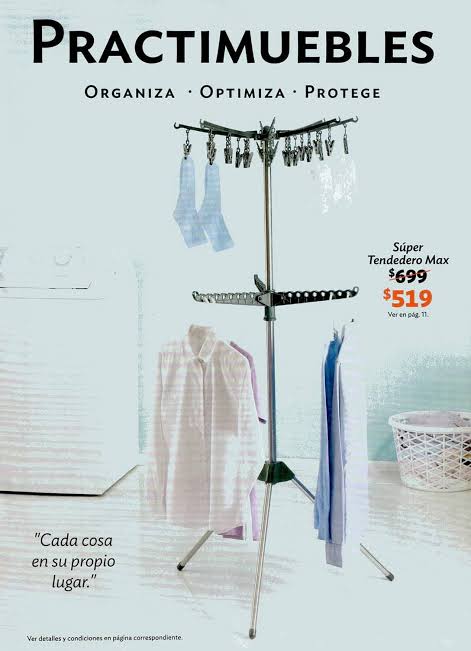 PRACTIMUEBLES
ORGANIZA · OPTIMIZA · PROTEGE
Súper
Tendedero Max
$699
$519
Ver en pág. 11.
"Cada cosa
en su propio
lugar."
Ver detalles y condiciones en página correspondiente.